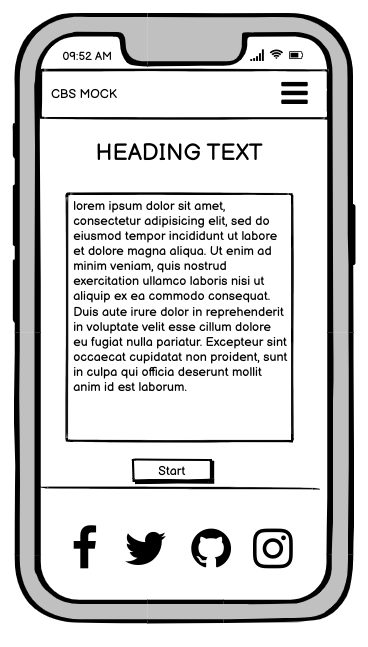 09:52 AM
CBS MOCK
HEADING TEXT
lorem ipsum dolor sit amet,
consectetur adipisicing elit, sed do
eiusmod tempor incididunt ut labore
et dolore magna aliqua. Ut enim ad
minim veniam, quis nostrud
exercitation ullamco laboris nisi ut
aliquip ex ea commodo consequat.
Duis aute irure dolor in reprehenderit
in voluptate velit esse cillum dolore
eu fugiat nulla pariatur. Excepteur sint
occaecat cupidatat non proident, sunt
in culpa qui officia deserunt mollit
anim id est laborum.
Start